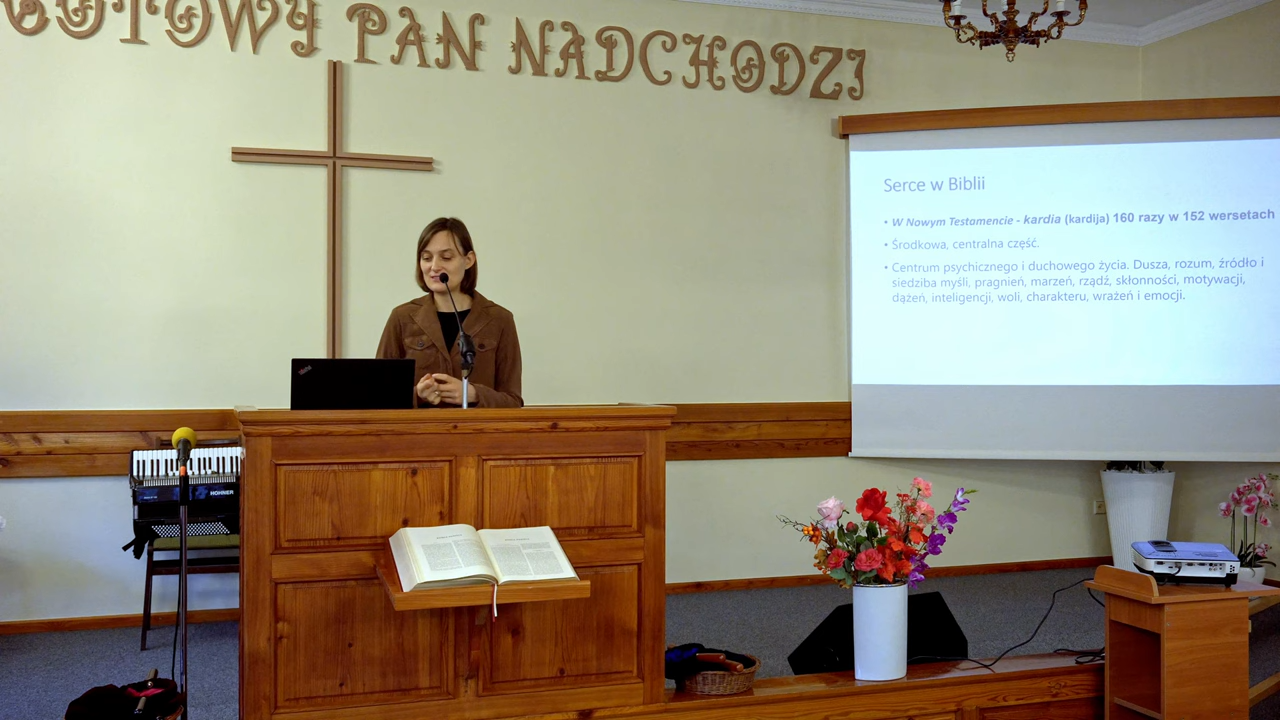 GOTOWY PAN NADCHODZI
Serce w Biblii
• W Nowym Testamencie - kardia (kardija) 160 razy w 152 wersetach
• Środkowa, centralna część.
• Centrum psychicznego i duchowego życia. Dusza, rozum, źródło i
siedziba myśli, pragnień, marzeń, rządź, skłonności, motywacji,
dążeń, inteligencji, woli, charakteru, wrażeń i emocji.
HOHNER